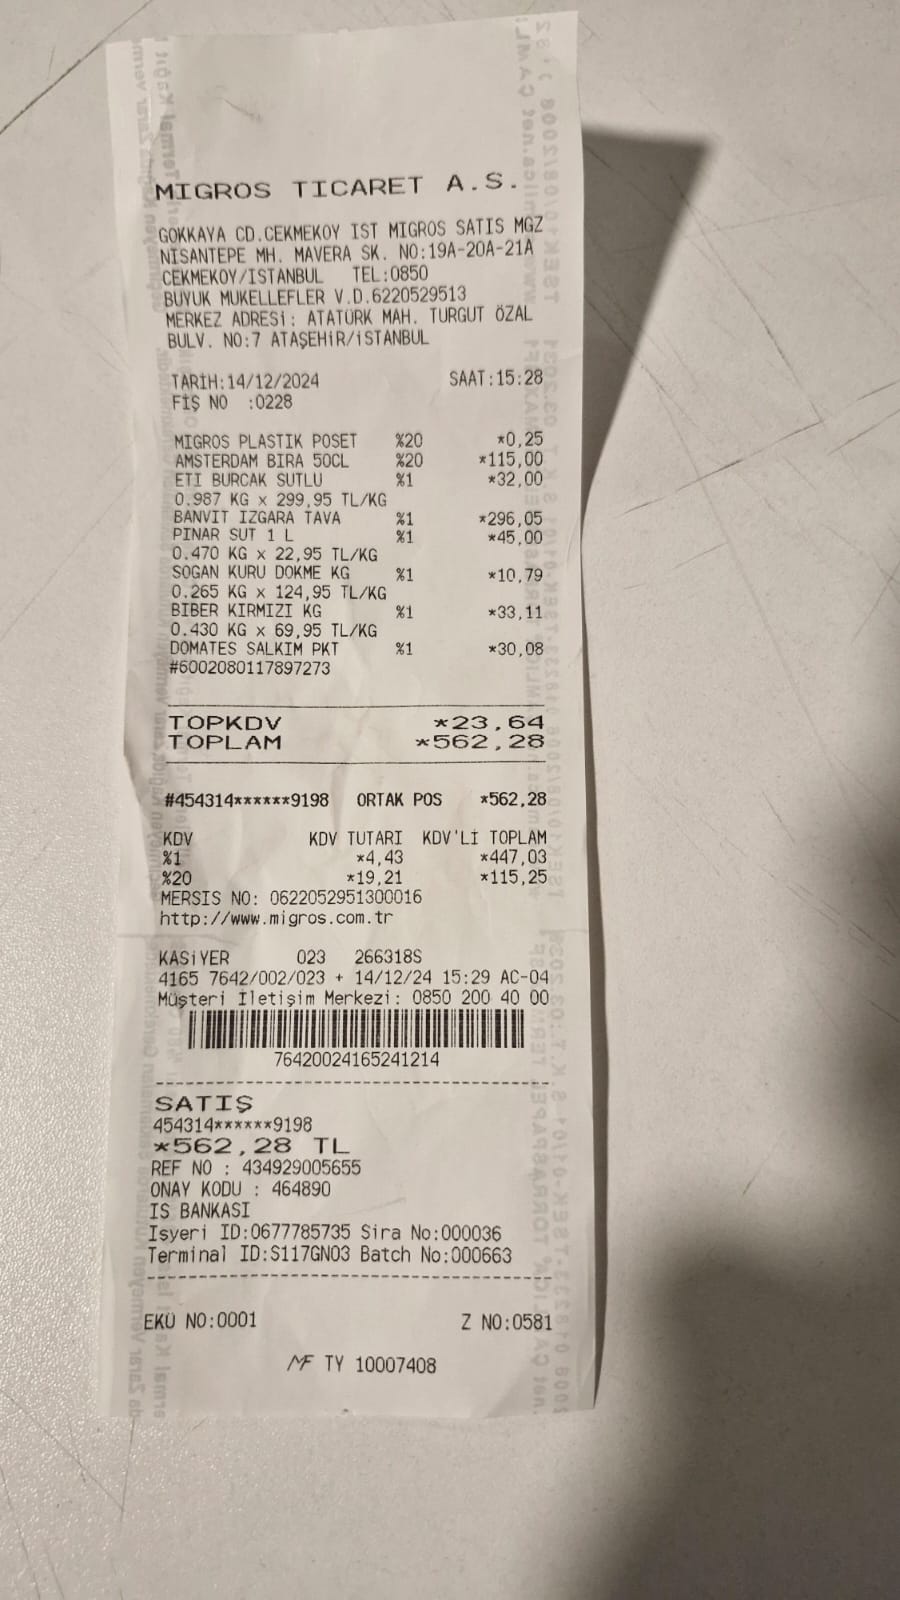 MIGROS TICARET A.S.
GOKKAYA CD.CEKMEKOY IST MIGROS SATIS MGZ
NISANTEPE MH. MAVERA SK. NO:19A-20A-21A
CEKMEKOY/ISTANBUL TEL:0850
BUYUK MUKELLEFLER V.D.6220529513
MERKEZ ADRESİ: ATATÜRK MAH. TURGUT ÖZAL
BULV. NO:7 ATAŞEHİR/İSTANBUL
TARİH:14/12/2024 SAAT:15:28
FİŞ NO :0228
MIGROS PLASTIK POSET %20 *0,25
AMSTERDAM BIRA 50CL %20 *115,00
ETI BURCAK SUTLU %1 *32,00
0.987 KG x 299,95 TL/KG
BANVIT IZGARA TAVA %1 *296,05
PINAR SUT 1 L %1 *45,00
0.470 KG x 22,95 TL/KG
SOGAN KURU DOKME KG %1 *10,79
0.265 KG x 124,95 TL/KG
BIBER KIRMIZI KG %1 *33,11
0.430 KG x 69,95 TL/KG
DOMATES SALKIM PKT %1 *30,08
#6002080117897273
TOPKDV *23,64
TOPLAM *562,28
#454314******9198 ORTAK POS *562,28
KDV KDV TUTARI KDV'Lİ TOPLAM
%1 *4,43 *447,03
%20 *19,21 *115,25
MERSIS NO: 0622052951300016
http://www.migros.com.tr
KASİYER 023 266318S
4165 7642/002/023 + 14/12/24 15:29 AC-04
Müşteri İletişim Merkezi: 0850 200 40 00
76420024165241214
SATIŞ
454314******9198
*562,28 TL
REF NO : 434929005655
ONAY KODU : 464890
IS BANKASI
Isyeri ID:0677785735 Sira No:000036
Terminal ID:S117GN03 Batch No:000663
EKÜ NO:0001 Z NO:0581
MF TY 10007408